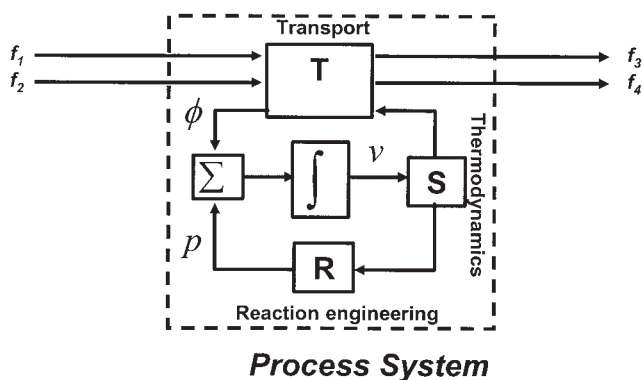 Transport
f₁
f₂
T
f₃
f₄
ϕ
Σ
∫
v
S
Thermodynamics
p
R
Reaction engineering
Process System